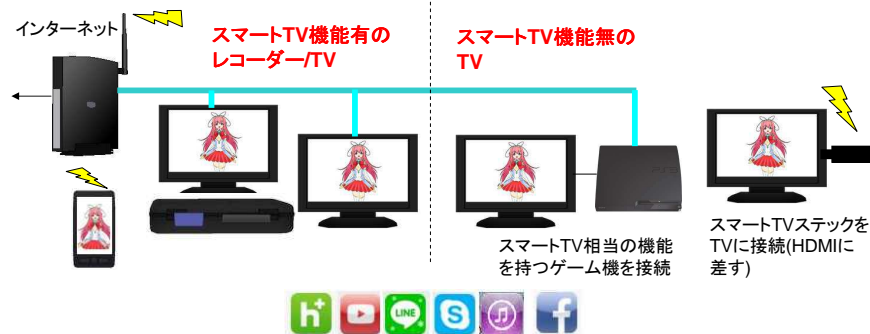 インターネット
スマートTV機能有の
レコーダー/TV
スマートTV機能無の
TV
スマートTV相当の機能
を持つゲーム機を接続
スマートTVステックを
TVに接続(HDMIに
差す)
h+
LINE
S
f